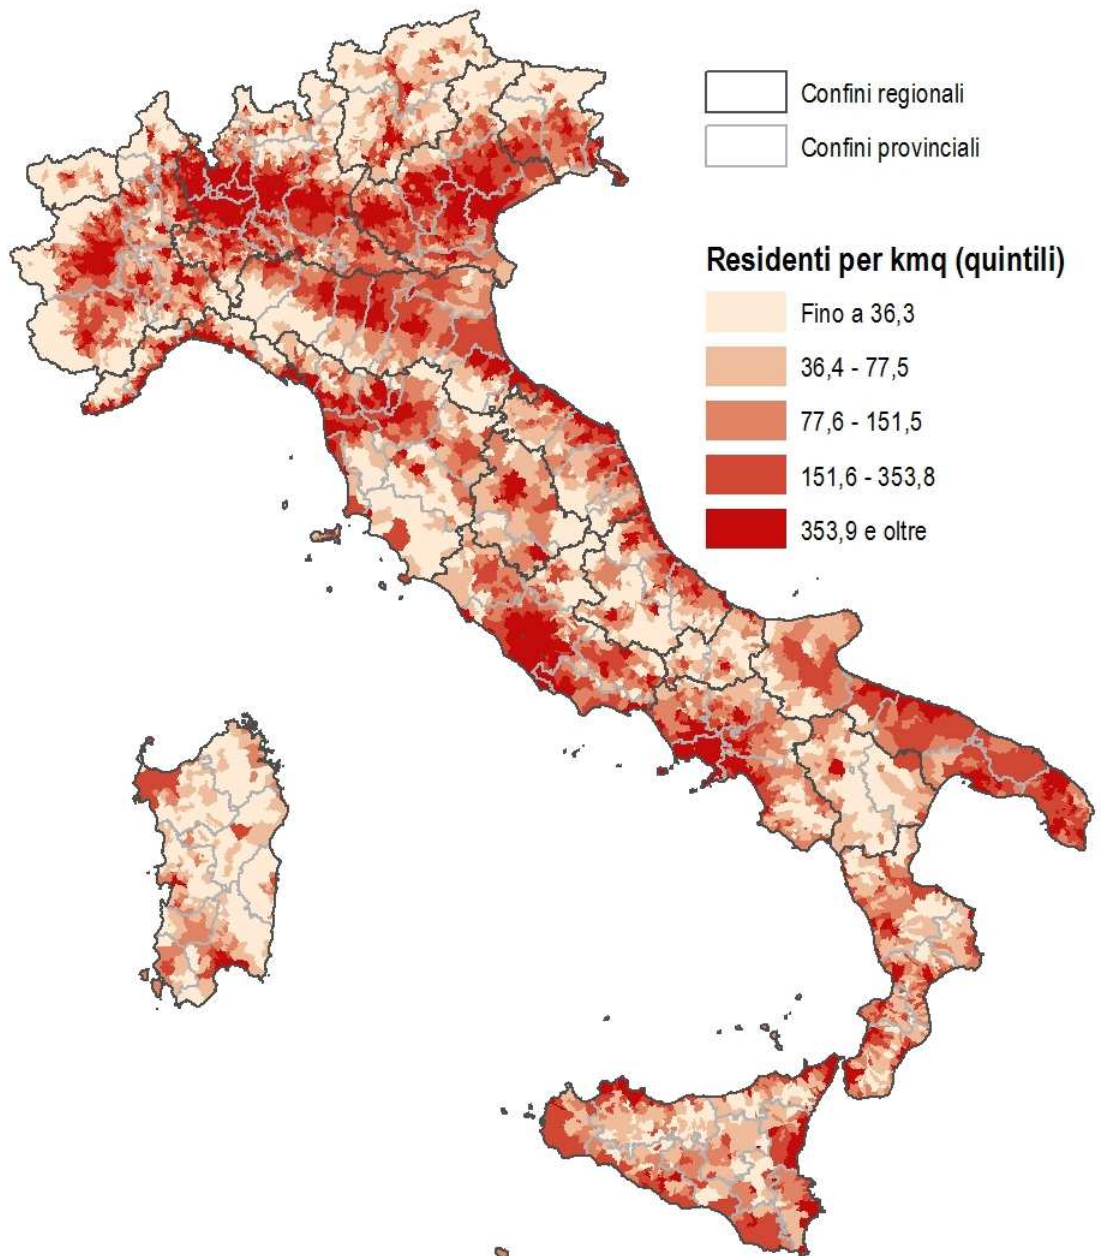 Confini regionali
Confini provinciali
Residenti per kmq (quintili)
Fino a 36,3
36,4 - 77,5
77,6 - 151,5
151,6 - 353,8
353,9 e oltre